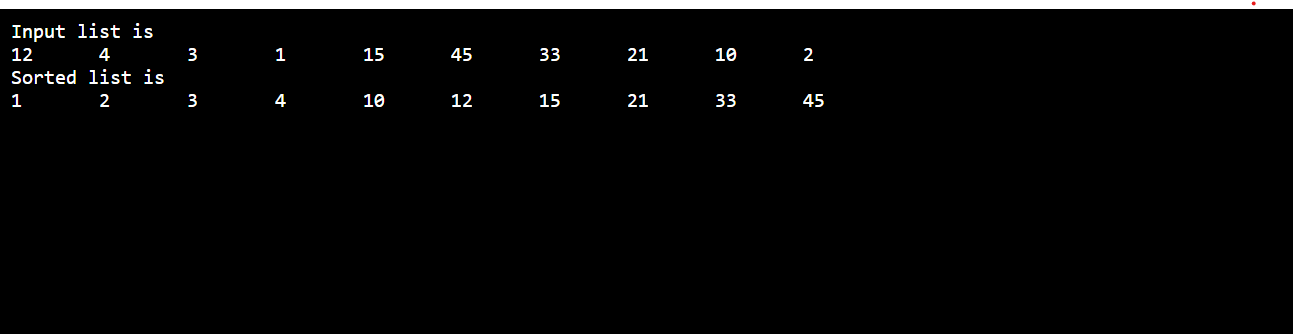 Input list is
12 4 3 1 15 45 33 21 10 2
Sorted list is
1 2 3 4 10 12 15 21 33 45